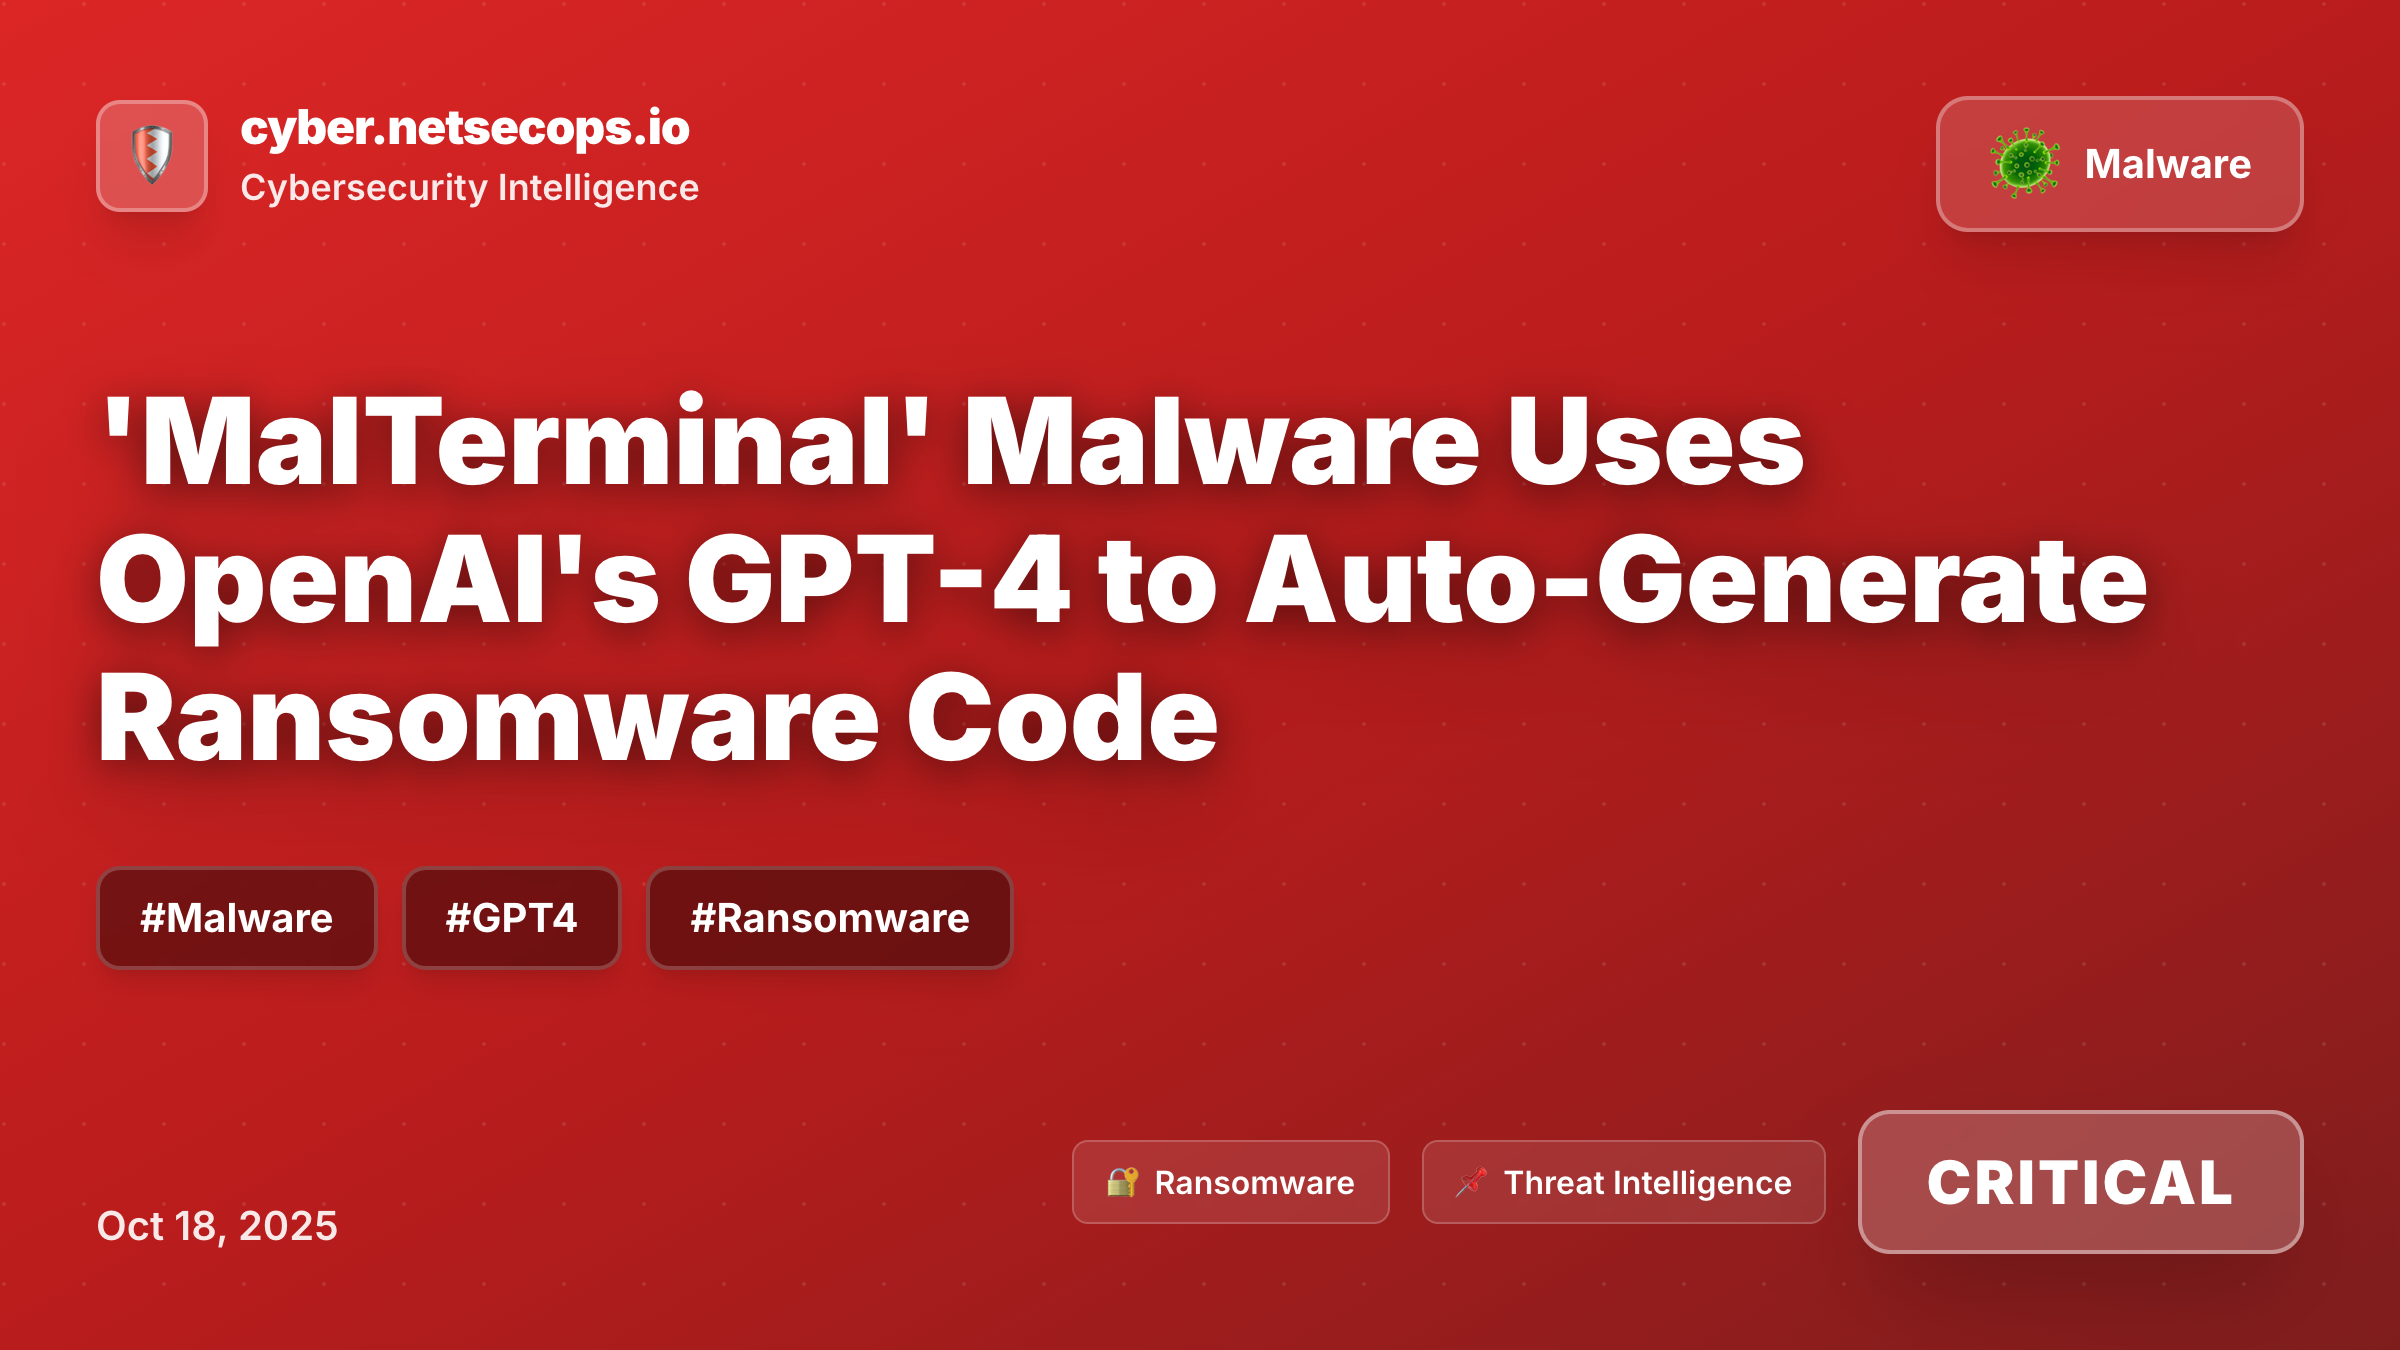 cyber.netsecops.io
Cybersecurity Intelligence
Malware
'MalTerminal' Malware Uses
OpenAI's GPT-4 to Auto-Generate
Ransomware Code
#Malware
#GPT4
#Ransomware
Oct 18, 2025
Ransomware
Threat Intelligence
CRITICAL